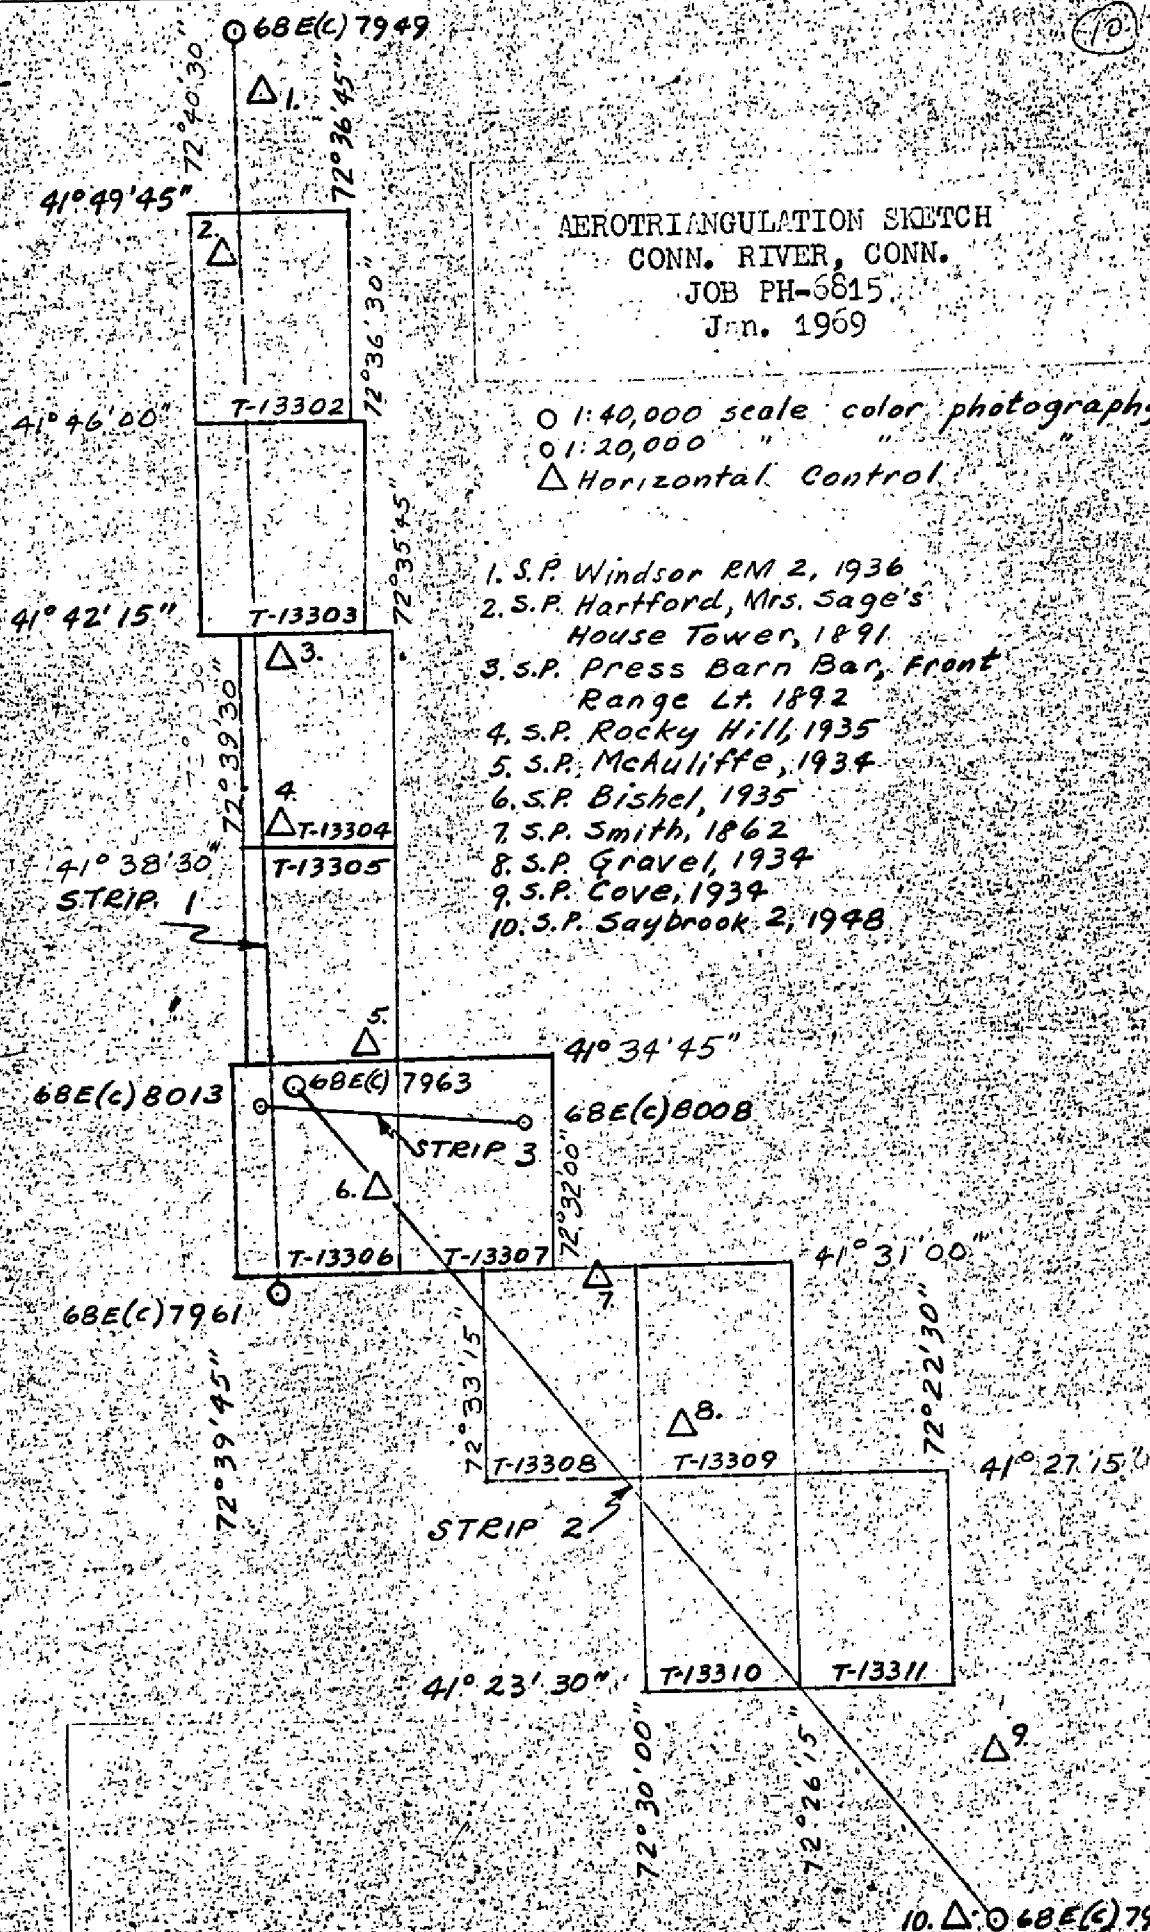 10
68E(C) 7949
72°40'30"
1.
72°36'45"
41°49'45"
2.
AEROTRIANGULATION SKETCH
CONN. RIVER, CONN.
JOB PH-6815
Jan. 1969
72°36'30"
T-13302
41°46'00"
1:40,000 scale color photography
1:20,000 " " "
Horizontal Control
72°35'45"
1. S.P. Windsor RM 2, 1936
2. S.P. Hartford, Mrs. Sage's
House Tower, 1891
3. S.P. Press Barn Bar, Front
Range Lt. 1892
4. S.P. Rocky Hill, 1935
5. S.P. McAuliffe, 1934
6. S.P. Bishel, 1935
7. S.P. Smith, 1862
8. S.P. Gravel, 1934
9. S.P. Cove, 1934
10. S.P. Saybrook 2, 1948
41°42'15"
T-13303
3.
72°39'30"
4.
T-13304
41°38'30"
T-13305
STRIP 1
5.
41°34'45"
68E(C) 8013
68E(C) 7963
68E(C) 8008
STRIP 3
6.
72°32'00"
T-13306
T-13307
41°31'00"
7.
68E(C) 7961
72°39'45"
72°33'15"
72°22'30"
8.
T-13308
T-13309
41°27'15"
STRIP 2
41°23'30"
T-13310
T-13311
72°30'00"
72°26'15"
9.
10.
68E(C) 79